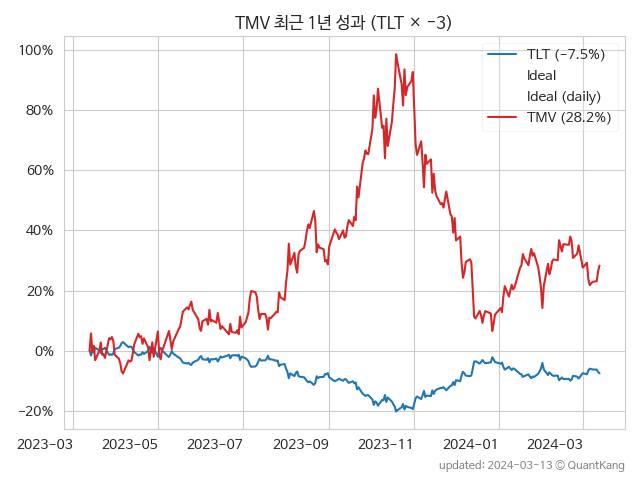 TMV 최근 1년 성과 (TLT × −3)
100%
80%
60%
40%
20%
0%
−20%
TLT (−7.5%)
Ideal
Ideal (daily)
TMV (28.2%)
2023-03
2023-05
2023-07
2023-09
2023-11
2024-01
2024-03
updated: 2024-03-13 ⓒ QuantKang